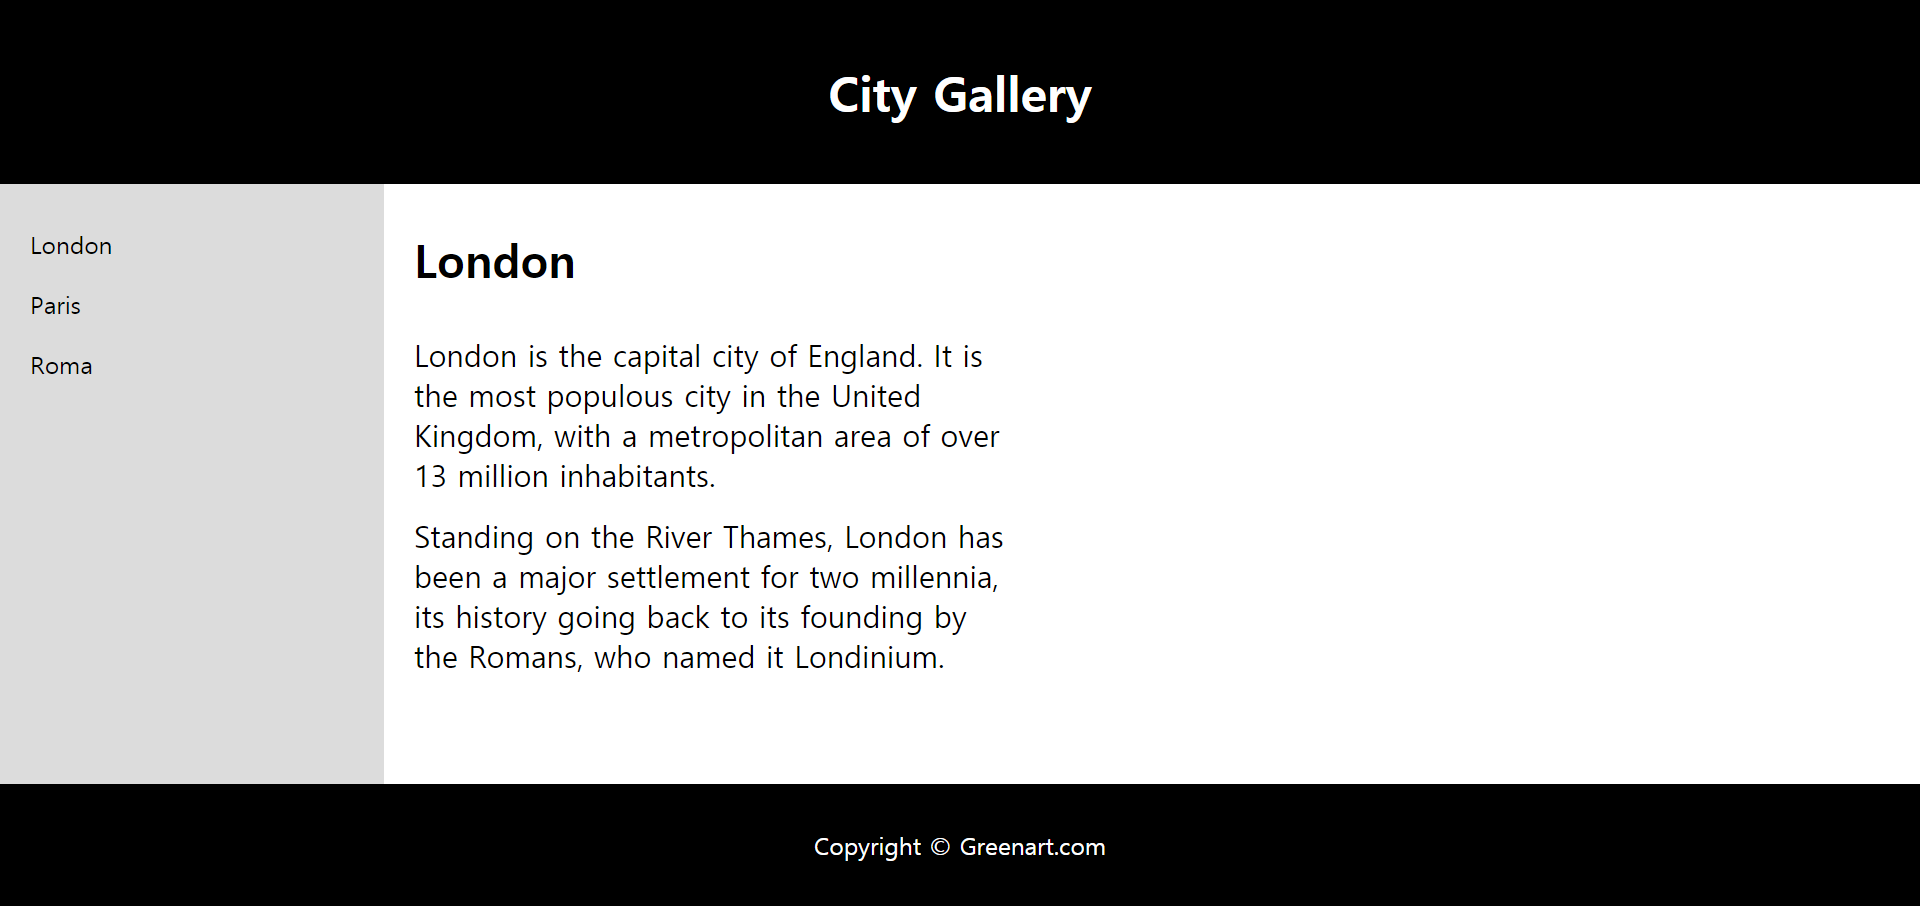 City Gallery
London
Paris
Roma
London
London is the capital city of England. It is
the most populous city in the United
Kingdom, with a metropolitan area of over
13 million inhabitants.
Standing on the River Thames, London has
been a major settlement for two millennia,
its history going back to its founding by
the Romans, who named it Londinium.
Copyright © Greenart.com